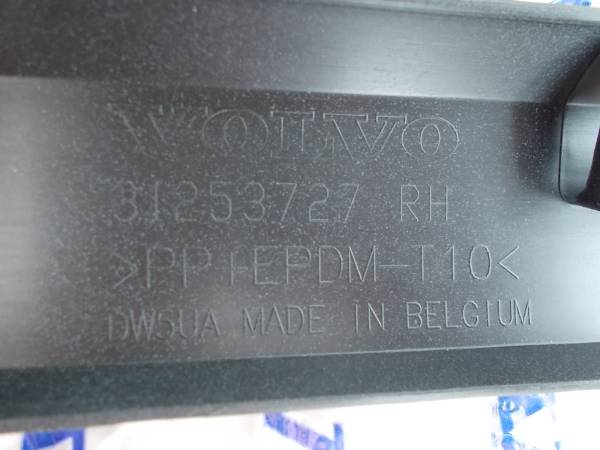 VOLVO
31253727 RH
>PP+EPDM-T10<
DW5UA MADE IN BELGIUM